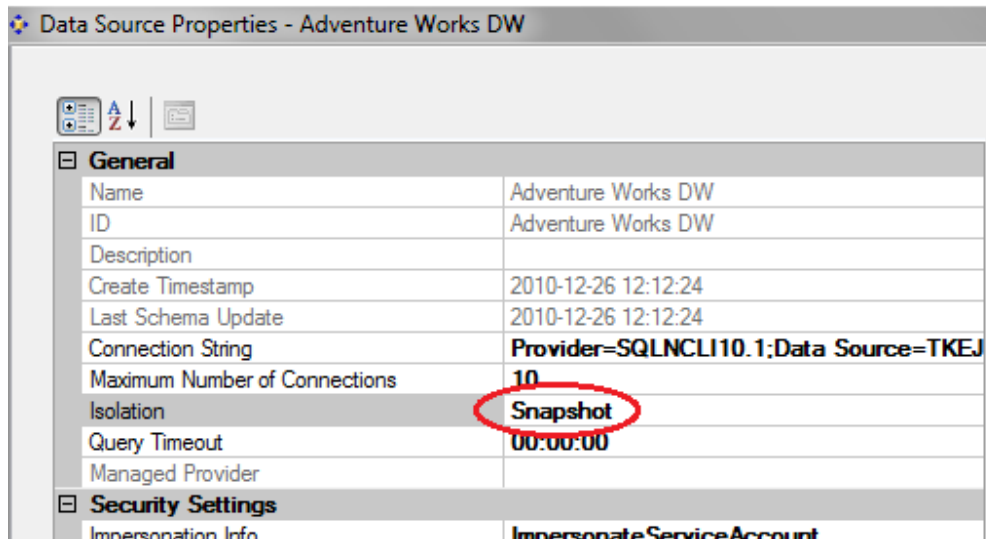 Data Source Properties - Adventure Works DW
A
Z
General
Name Adventure Works DW
ID Adventure Works DW
Description
Create Timestamp 2010-12-26 12:12:24
Last Schema Update 2010-12-26 12:12:24
Connection String Provider=SQLNCLI10.1;Data Source=TKEJ
Maximum Number of Connections 10
Isolation Snapshot
Query Timeout 00:00:00
Managed Provider
Security Settings
Impersonation Info ImpersonateServiceAccount